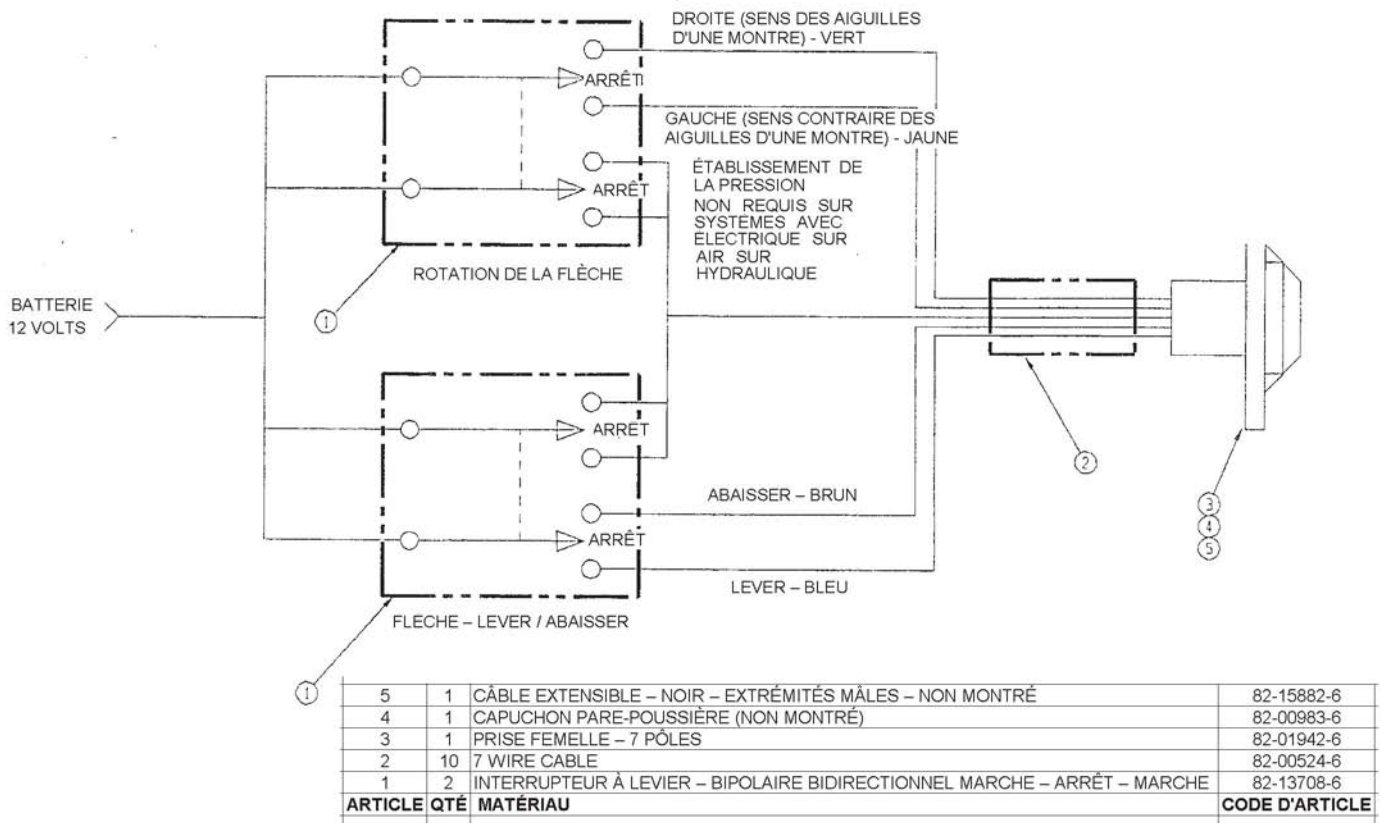 DROITE (SENS DES AIGUILLES
D'UNE MONTRE) - VERT
ARRÊT
GAUCHE (SENS CONTRAIRE DES
AIGUILLES D'UNE MONTRE) - JAUNE
ARRÊT
ÉTABLISSEMENT DE
LA PRESSION
NON REQUIS SUR
SYSTÈMES AVEC
ÉLECTRIQUE SUR
AIR SUR
HYDRAULIQUE
ROTATION DE LA FLÈCHE
1
BATTERIE
12 VOLTS
ARRÊT
2
ABAISSER – BRUN
3
4
5
ARRÊT
LEVER – BLEU
FLÈCHE – LEVER / ABAISSER
1
5 1 CÂBLE EXTENSIBLE – NOIR – EXTRÉMITÉS MÂLES – NON MONTRÉ 82-15882-6
4 1 CAPUCHON PARE-POUSSIÈRE (NON MONTRÉ) 82-00983-6
3 1 PRISE FEMELLE – 7 PÔLES 82-01942-6
2 10 7 WIRE CABLE 82-00524-6
1 2 INTERRUPTEUR À LEVIER – BIPOLAIRE BIDIRECTIONNEL MARCHE – ARRÊT – MARCHE 82-13708-6
ARTICLE QTÉ MATÉRIAU CODE D'ARTICLE